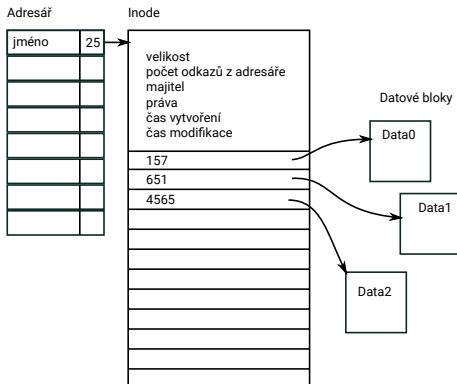 Adresář
Inode
jméno 25
velikost
počet odkazů z adresáře
majitel
práva
čas vytvoření
čas modifikace
Datové bloky
157
651
4565
Data0
Data1
Data2